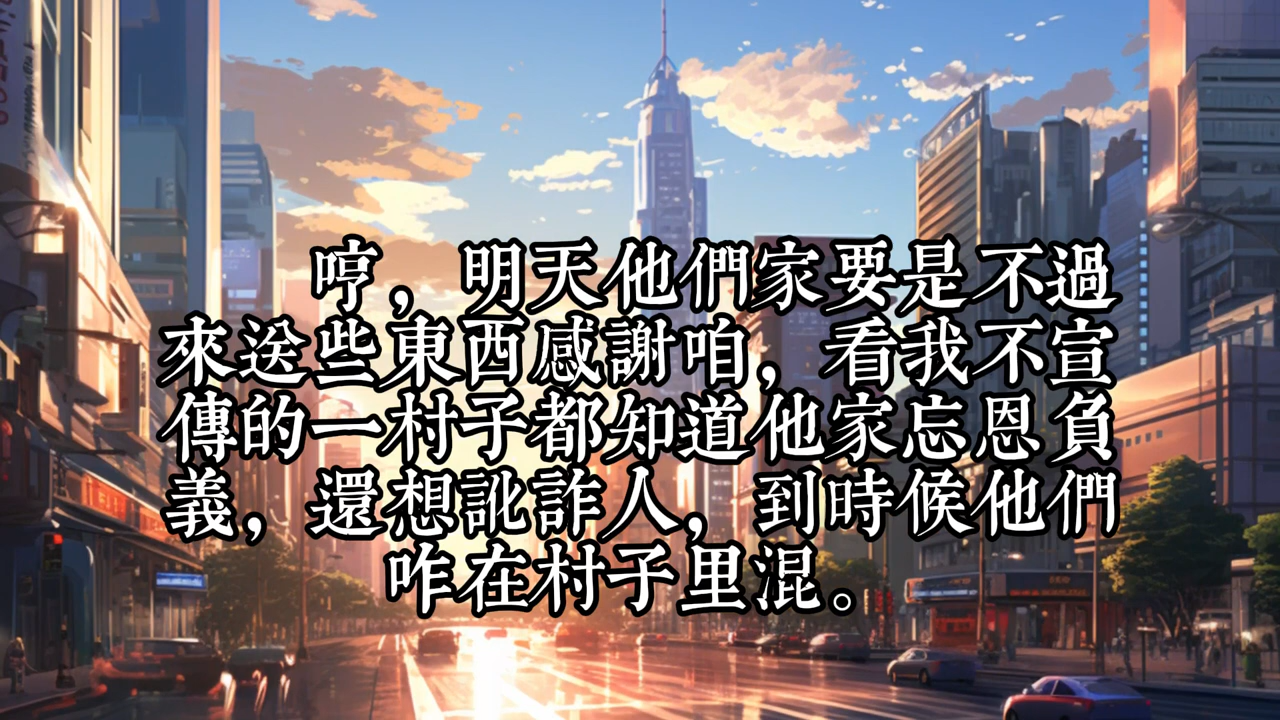 哼，明天他們家要是不過
來送些東西感謝咱，看我不宣
傳的一村子都知道他家忘恩負
義，還想訛詐人，到時候他們
咋在村子里混。